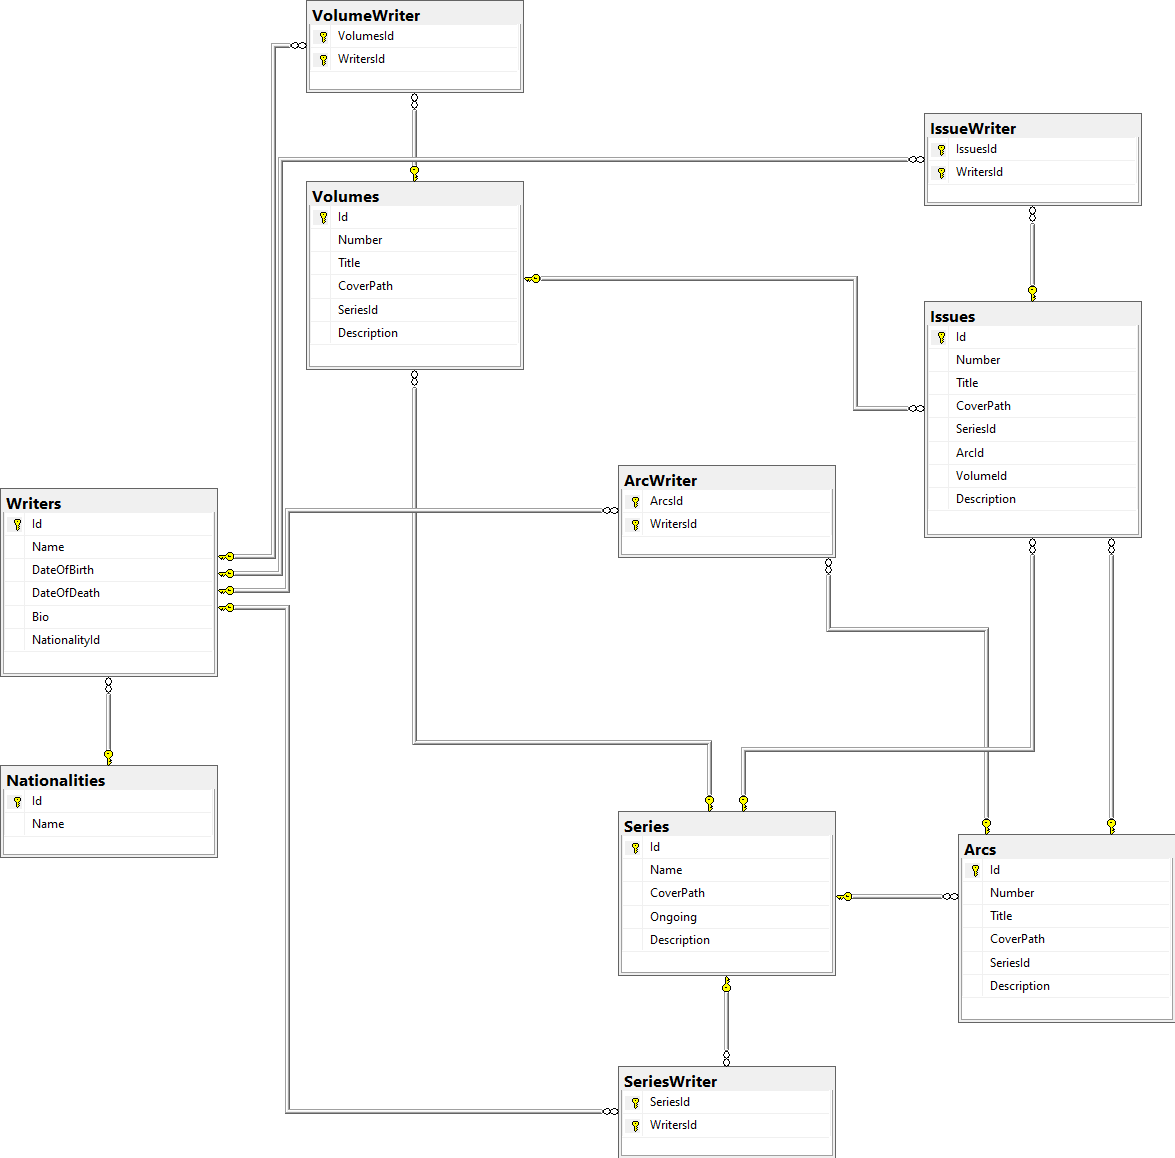 VolumeWriter
VolumesId
WritersId
IssueWriter
IssuesId
WritersId
Volumes
Id
Number
Title
CoverPath
SeriesId
Description
Issues
Id
Number
Title
CoverPath
SeriesId
ArcId
VolumeId
Description
ArcWriter
ArcsId
WritersId
Writers
Id
Name
DateOfBirth
DateOfDeath
Bio
NationalityId
Nationalities
Id
Name
Series
Id
Name
CoverPath
Ongoing
Description
Arcs
Id
Number
Title
CoverPath
SeriesId
Description
SeriesWriter
SeriesId
WritersId